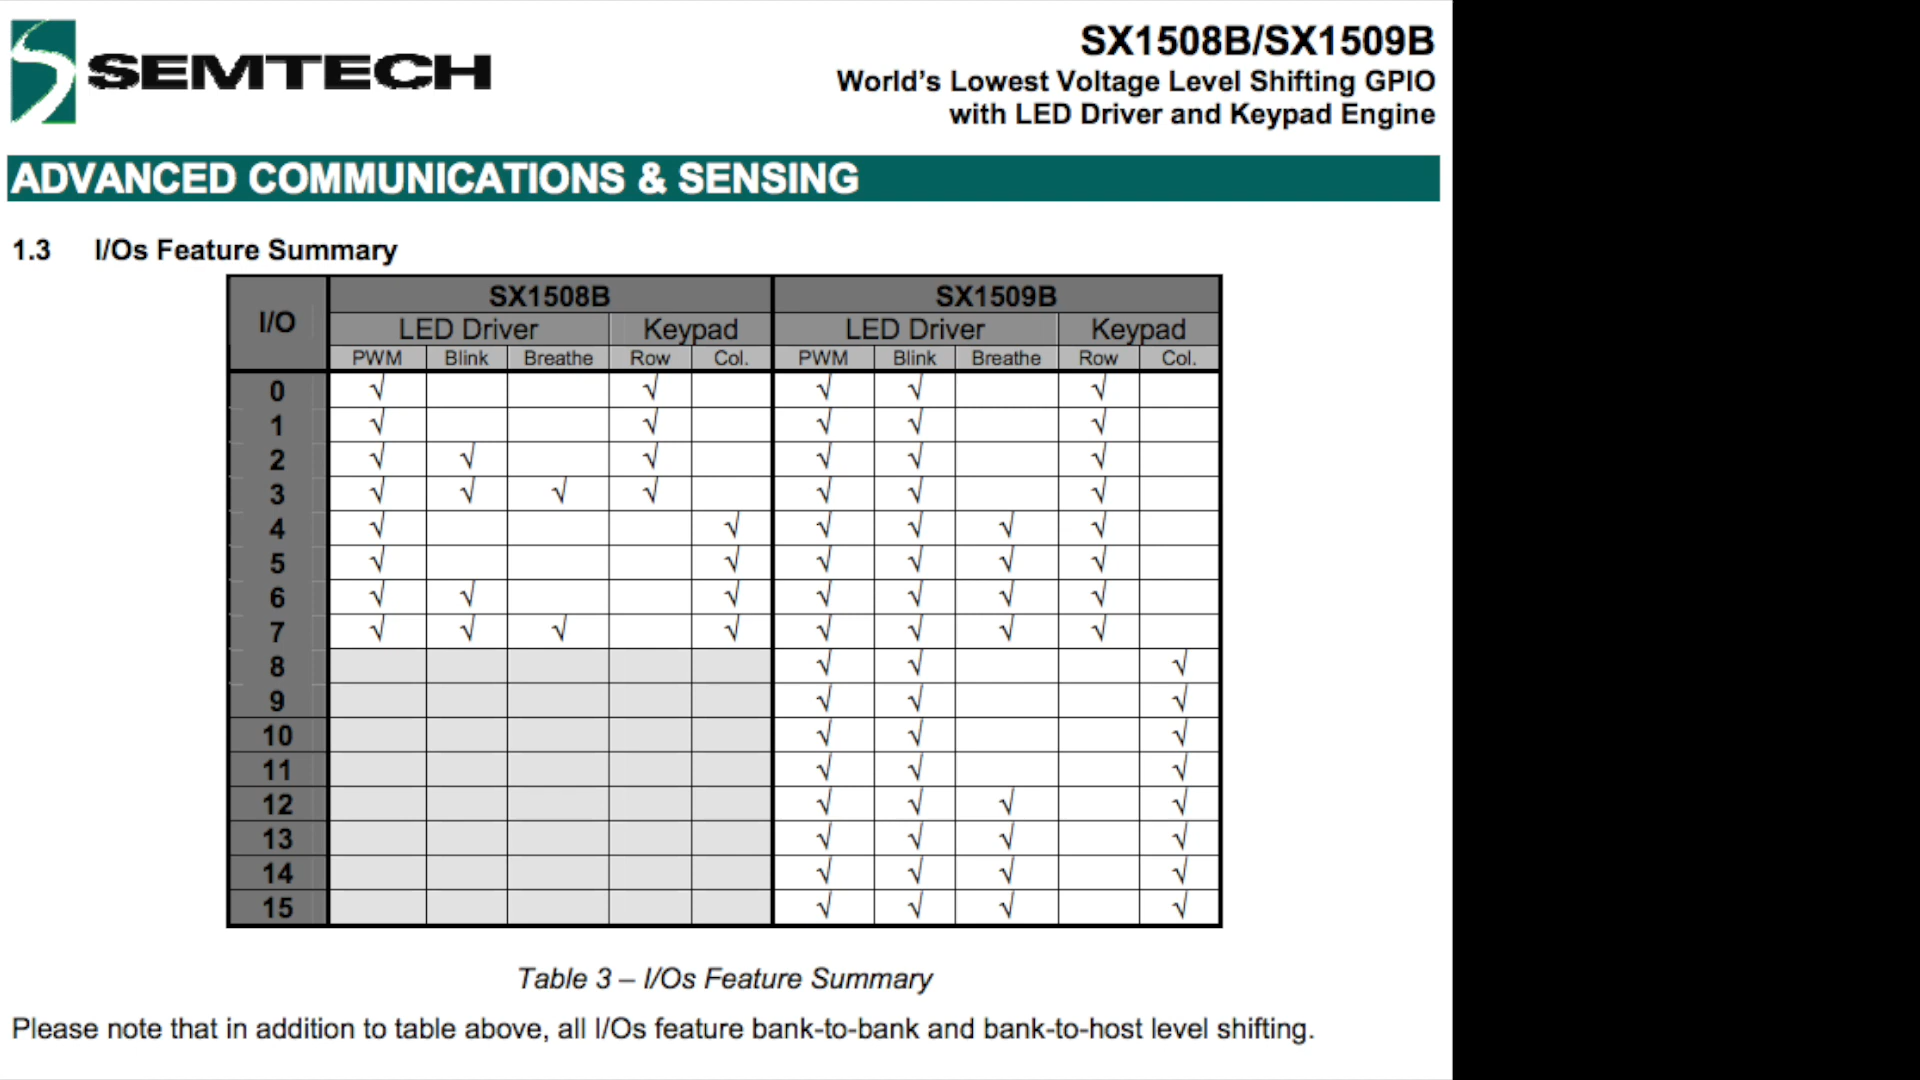 SEMTECH
SX1508B/SX1509B
World's Lowest Voltage Level Shifting GPIO
with LED Driver and Keypad Engine
ADVANCED COMMUNICATIONS & SENSING
1.3 I/Os Feature Summary
I/O SX1508B SX1509B
LED Driver Keypad LED Driver Keypad
PWM Blink Breathe Row Col. PWM Blink Breathe Row Col.
0 √ √ √ √ √
1 √ √ √ √ √
2 √ √ √ √ √ √
3 √ √ √ √ √ √ √
4 √ √ √ √ √ √
5 √ √ √ √ √ √
6 √ √ √ √ √ √ √
7 √ √ √ √ √ √ √ √
8 √ √ √
9 √ √ √
10 √ √ √
11 √ √ √
12 √ √ √ √
13 √ √ √ √
14 √ √ √ √
15 √ √ √ √
Table 3 – I/Os Feature Summary
Please note that in addition to table above, all I/Os feature bank-to-bank and bank-to-host level shifting.